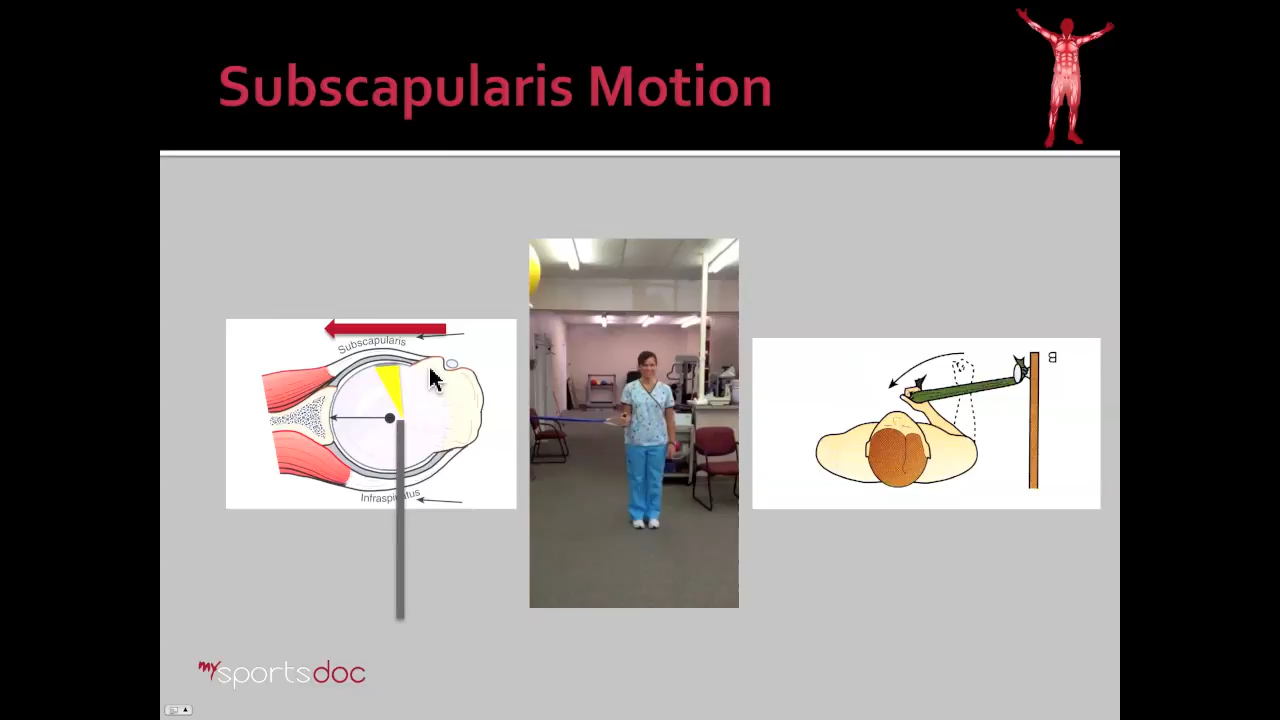 Subscapularis Motion
Subscapularis
Infraspinatus
B
mysportsdoc